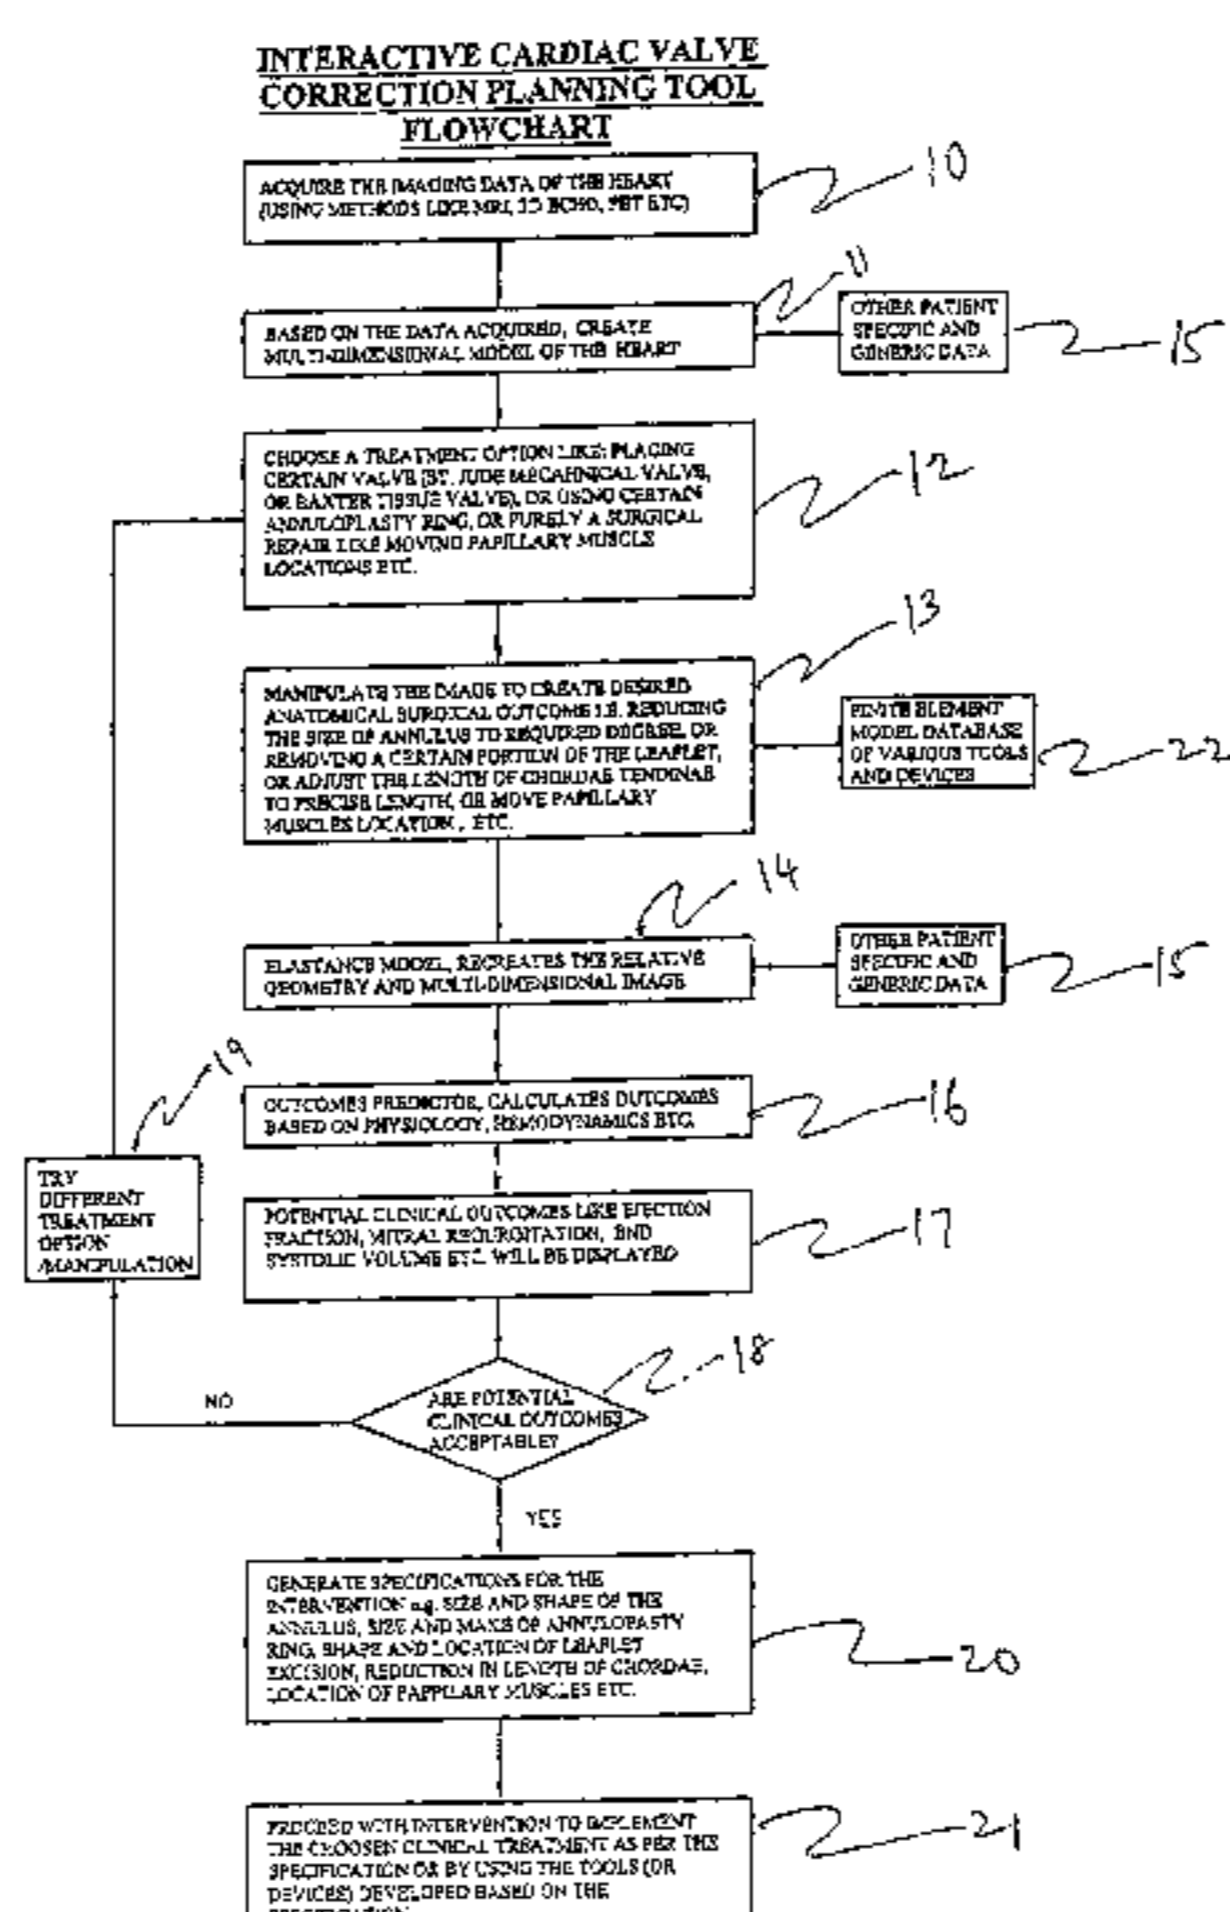 INTERACTIVE CARDIAC VALVE
CORRECTION PLANNING TOOL
FLOWCHART
ACQUIRE THE IMAGING DATA OF THE HEART
(USING METHODS LIKE MRI, 3D ECHO, PET ETC)
10
BASED ON THE DATA ACQUIRED, CREATE
MULTI-DIMENSIONAL MODEL OF THE HEART
11
OTHER PATIENT
SPECIFIC AND
GENERIC DATA
15
CHOOSE A TREATMENT OPTION LIKE: PLACING
CERTAIN VALVE (ST. JUDE MECAHNICAL VALVE,
OR BAXTER TISSUE VALVE), OR USING CERTAIN
ANNULOPLASTY RING, OR PURELY A SURGICAL
REPAIR LIKE MOVING PAPILLARY MUSCLE
LOCATIONS ETC.
12
MANIPULATE THE IMAGE TO CREATE DESIRED
ANATOMICAL SURGICAL OUTCOME I.E. REDUCING
THE SIZE OF ANNULUS TO REQUIRED DEGREE, OR
REMOVING A CERTAIN PORTION OF THE LEAFLET,
OR ADJUST THE LENGTH OF CHORDAE TENDINAE
TO PRECISE LENGTH, OR MOVE PAPILLARY
MUSCLES LOCATION, ETC.
13
FINITE ELEMENT
MODEL DATABASE
OF VARIOUS TOOLS
AND DEVICES
22
ELASTANCE MODEL, RECREATES THE RELATIVE
GEOMETRY AND MULTI-DIMENSIONAL IMAGE
14
OTHER PATIENT
SPECIFIC AND
GENERIC DATA
15
OUTCOMES PREDICTOR, CALCULATES OUTCOMES
BASED ON PHYSIOLOGY, HEMODYNAMICS ETC.
16
POTENTIAL CLINICAL OUTCOMES LIKE EJECTION
FRACTION, MITRAL REGURGITATION, END
SYSTOLIC VOLUME ETC. WILL BE DISPLAYED
17
19
TRY
DIFFERENT
TREATMENT
OPTION
/MANIPULATION
ARE POTENTIAL
CLINICAL OUTCOMES
ACCEPTABLE?
18
NO
YES
GENERATE SPECIFICATIONS FOR THE
INTERVENTION e.g. SIZE AND SHAPE OF THE
ANNULUS, SIZE AND MAKE OF ANNULOPASTY
RING, SHAPE AND LOCATION OF LEAFLET
EXCISION, REDUCTION IN LENGTH OF CHORDAE,
LOCATION OF PAPPILARY MUSCLES ETC.
20
PROCEED WITH INTERVENTION TO IMPLEMENT
THE CHOOSEN CLINICAL TREATMENT AS PER THE
SPECIFICATION OR BY USING THE TOOLS (OR
DEVICES) DEVELOPED BASED ON THE
21